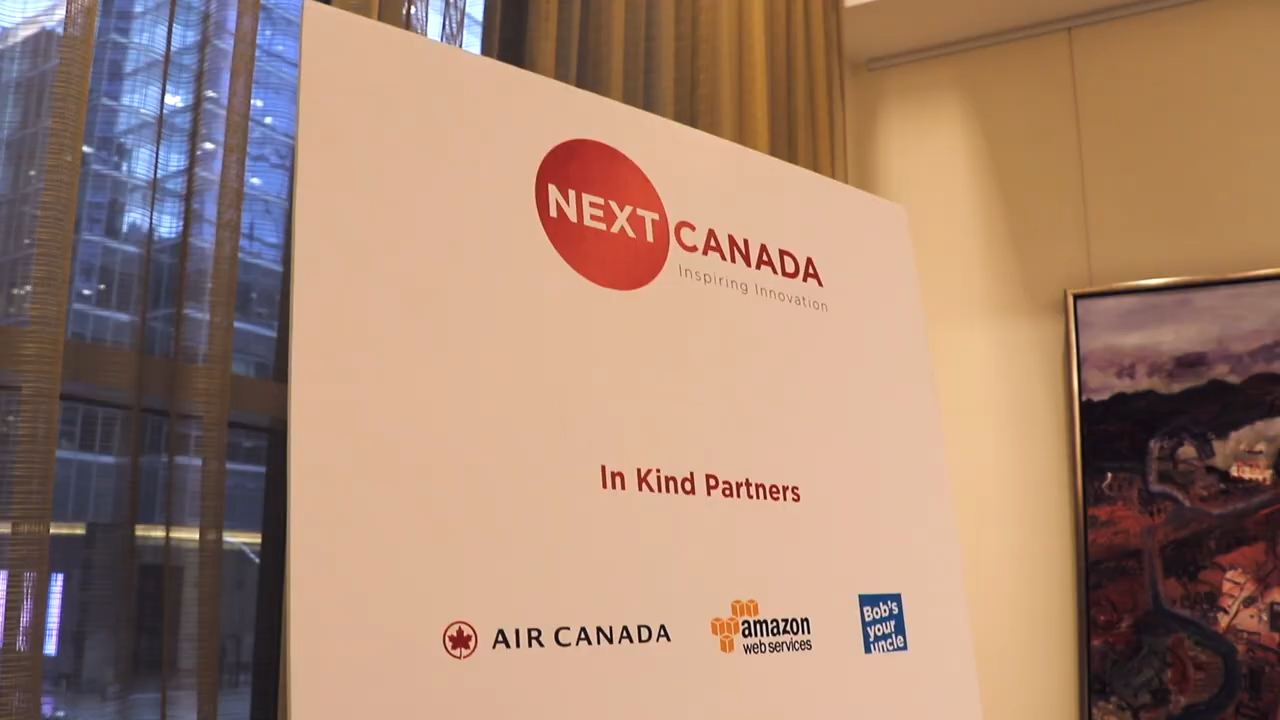 NEXT CANADA
Inspiring Innovation
In Kind Partners
AIR CANADA
amazon
web services
Bob's
your
uncle